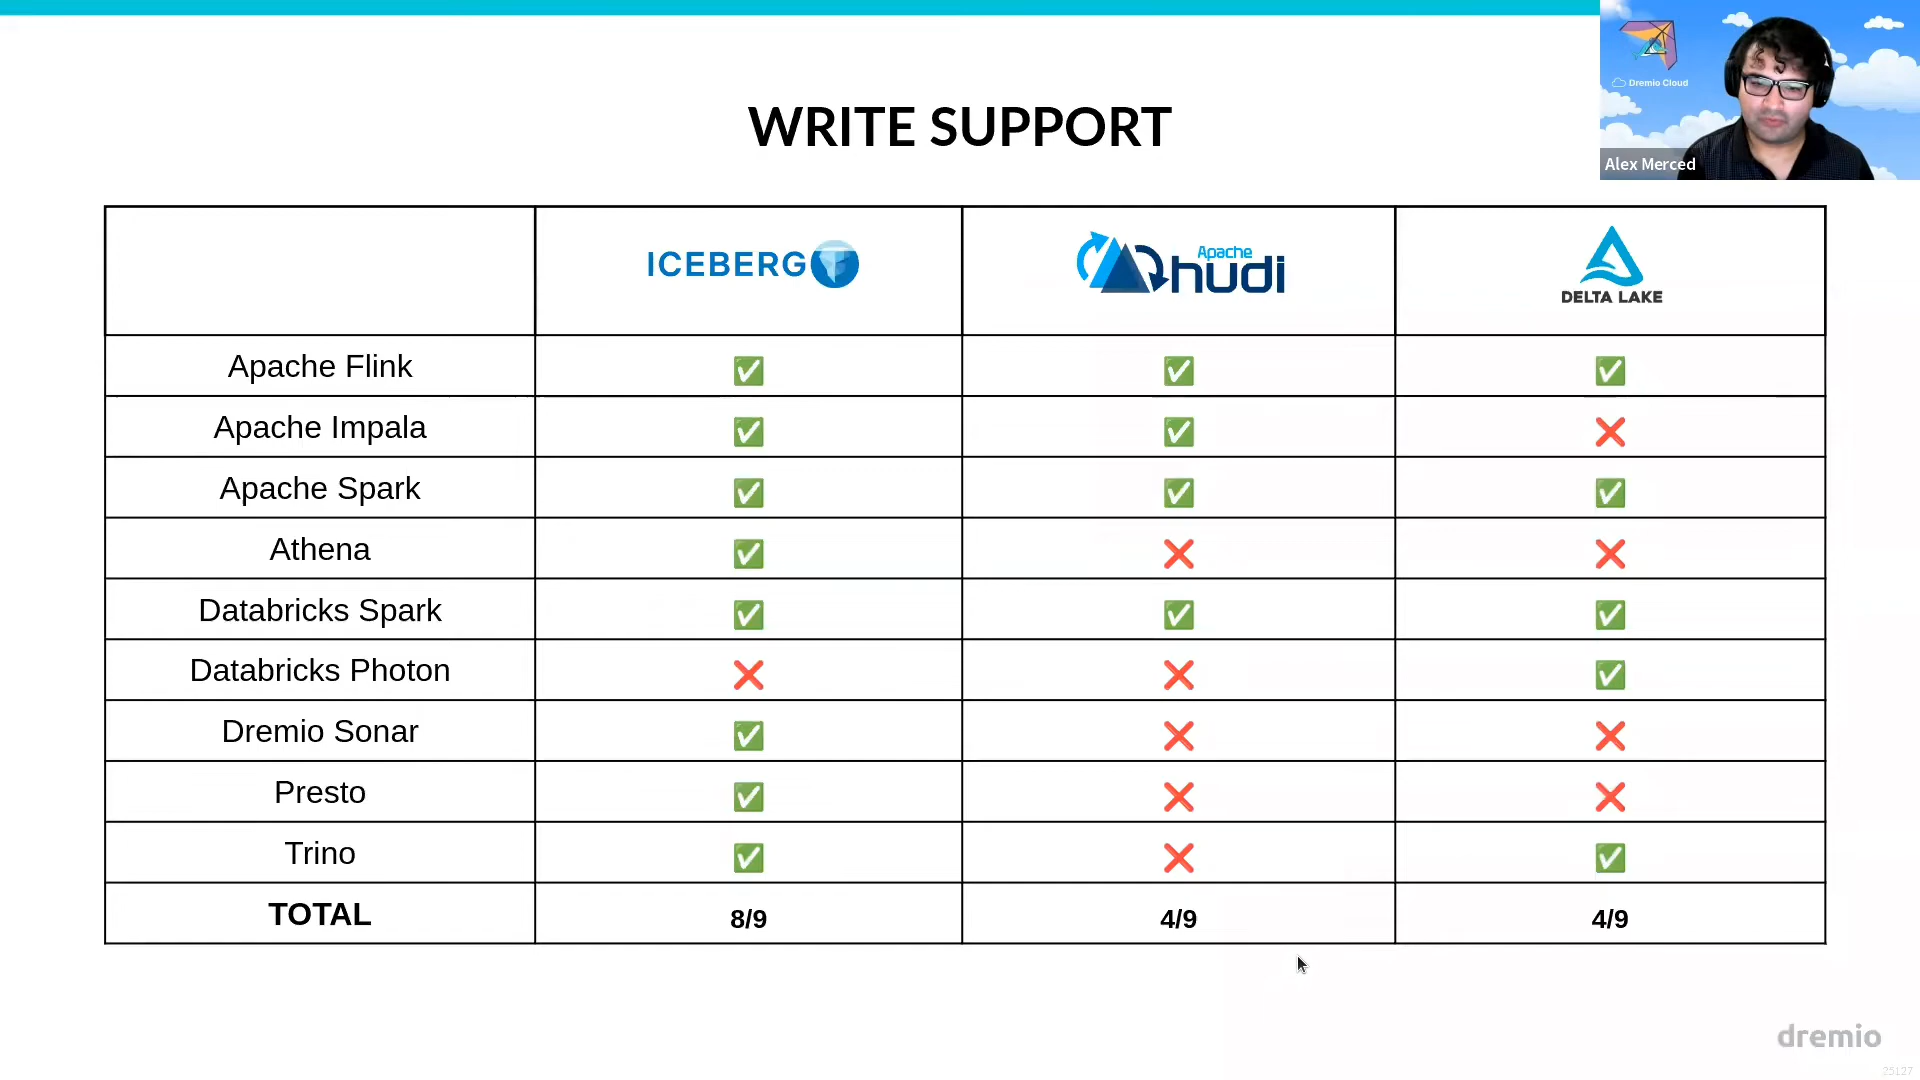 Dremio Cloud
Alex Merced
WRITE SUPPORT
ICEBERG Apache hudi DELTA LAKE
Apache Flink ✅ ✅ ✅
Apache Impala ✅ ✅ ❌
Apache Spark ✅ ✅ ✅
Athena ✅ ❌ ❌
Databricks Spark ✅ ✅ ✅
Databricks Photon ❌ ❌ ✅
Dremio Sonar ✅ ❌ ❌
Presto ✅ ❌ ❌
Trino ✅ ❌ ✅
TOTAL 8/9 4/9 4/9
dremio